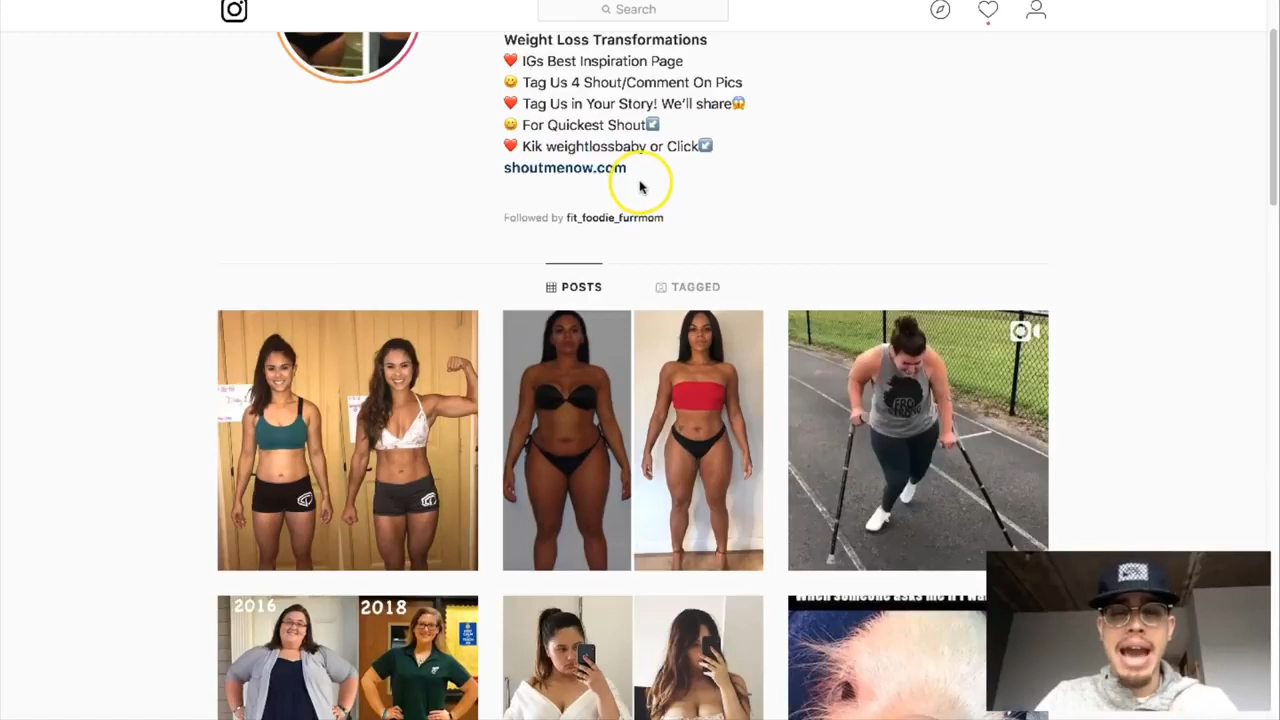 Search
Weight Loss Transformations
❤️ IGs Best Inspiration Page
😀 Tag Us 4 Shout/Comment On Pics
❤️ Tag Us in Your Story! We'll share😱
😀 For Quickest Shout↙️
❤️ Kik weightlossbaby or Click↙️
shoutmenow.com
Followed by fit_foodie_furrmom
POSTS
TAGGED
2016
2018